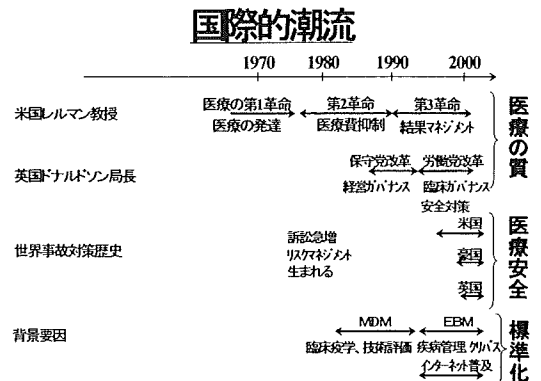 国際的潮流
1970 1980 1990 2000
医療の第1革命 第2革命 第3革命
米国レルマン教授
医療の発達 医療費抑制 結果マネジメント
医療の質
保守党改革 労働党改革
英国ドナルドソン局長
経営ガバナンス 臨床ガバナンス
安全対策
米国
訴訟急増
世界事故対策歴史
リスクマネジメント
豪国
生まれる
英国
医療安全
MDM EBM
背景要因
臨床疫学、技術評価 疾病管理 クリパス
インターネット普及
標準化